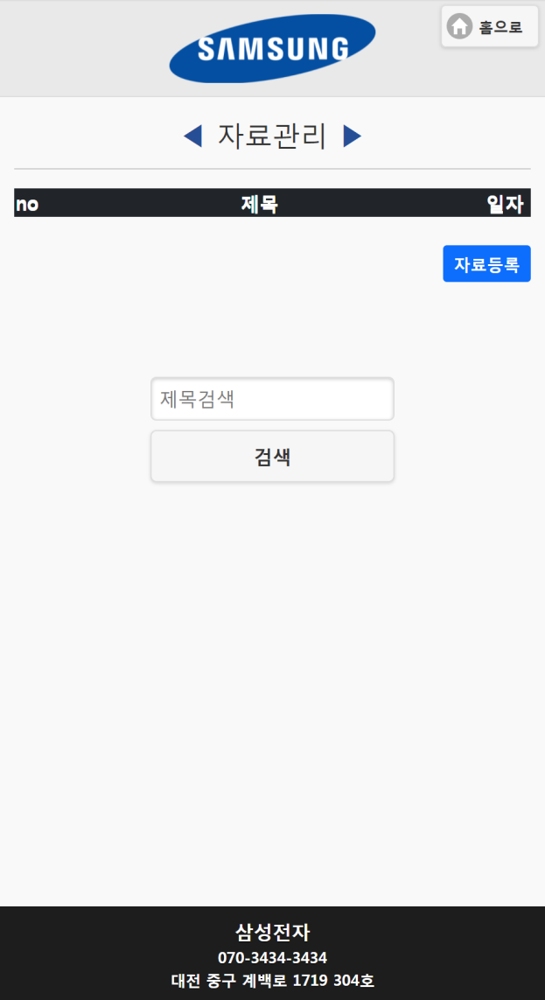 SAMSUNG
홈으로
◀ 자료관리 ▶
no 제목 일자
자료등록
제목검색
검색
삼성전자
070-3434-3434
대전 중구 계백로 1719 304호